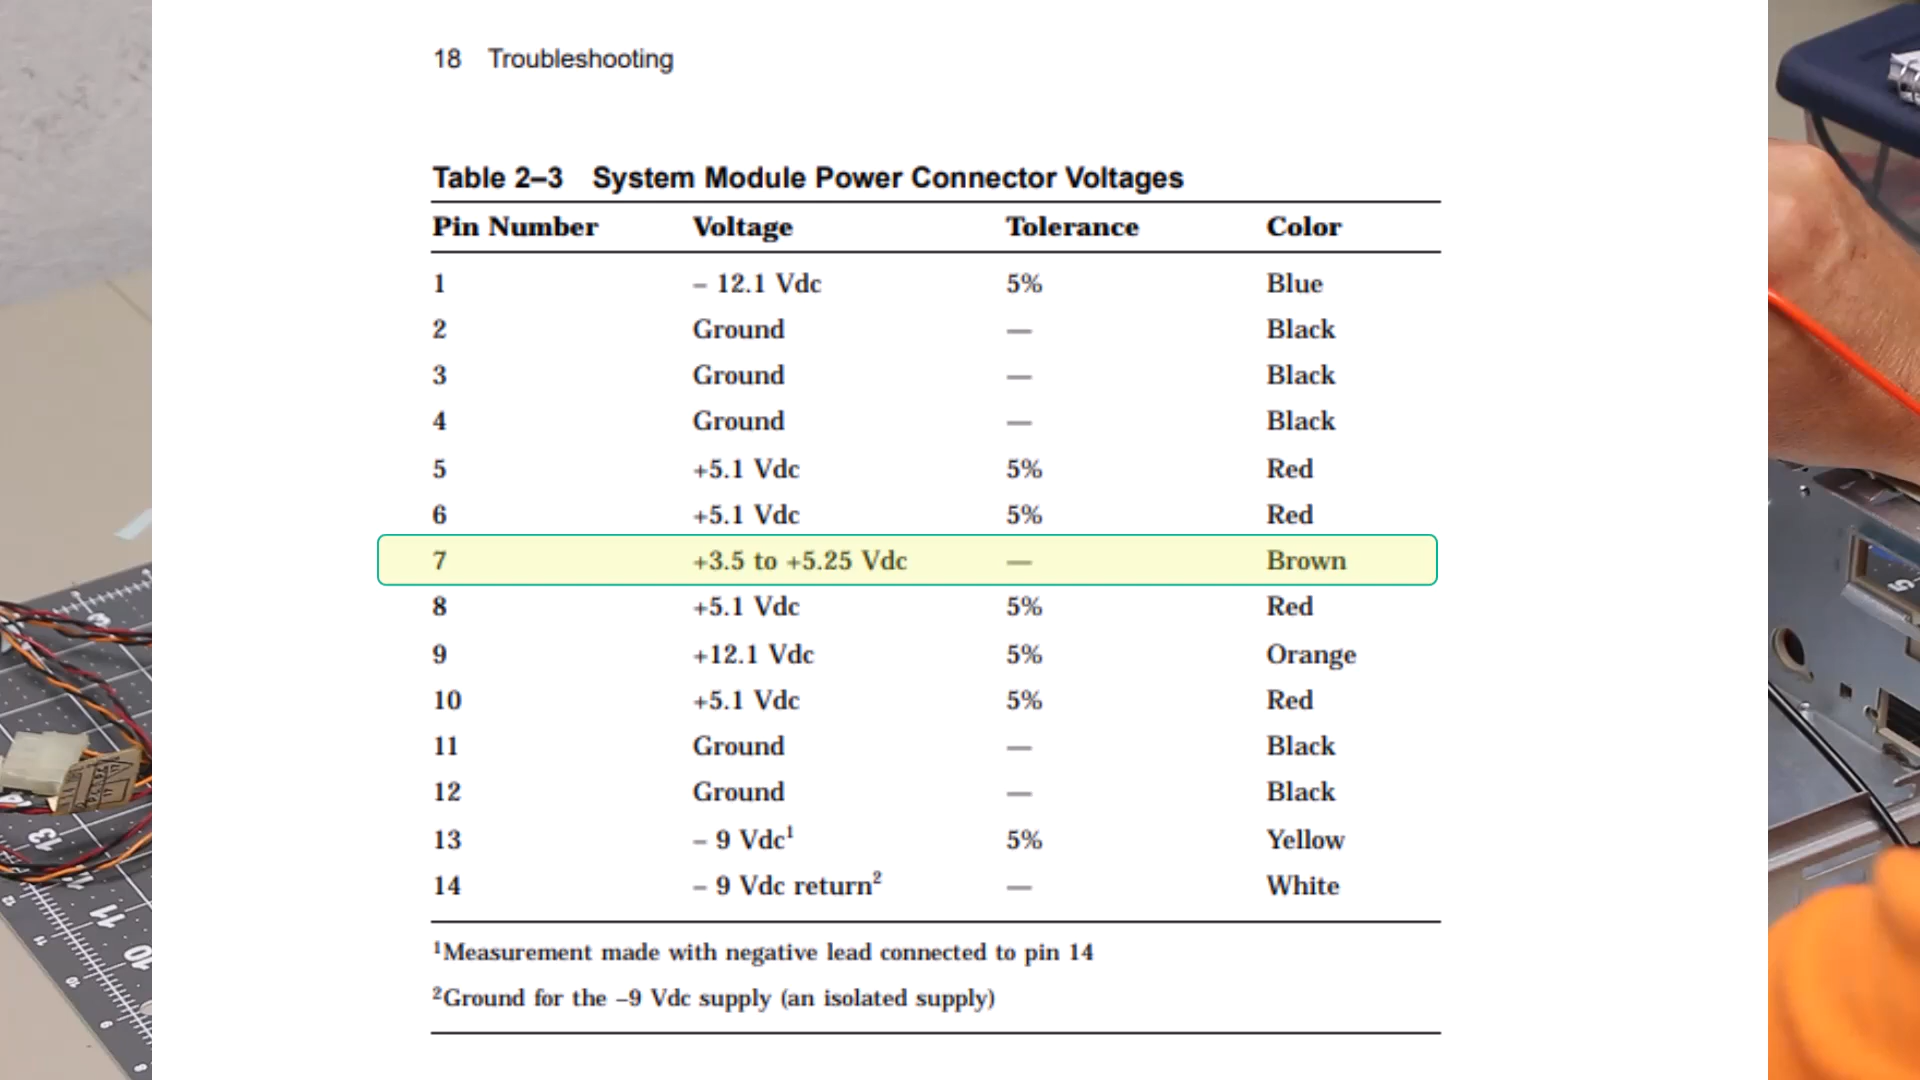 18 Troubleshooting
Table 2–3 System Module Power Connector Voltages
Pin Number Voltage Tolerance Color
1 – 12.1 Vdc 5% Blue
2 Ground — Black
3 Ground — Black
4 Ground — Black
5 +5.1 Vdc 5% Red
6 +5.1 Vdc 5% Red
7 +3.5 to +5.25 Vdc — Brown
8 +5.1 Vdc 5% Red
9 +12.1 Vdc 5% Orange
10 +5.1 Vdc 5% Red
11 Ground — Black
12 Ground — Black
13 – 9 Vdc¹ 5% Yellow
14 – 9 Vdc return² — White
¹Measurement made with negative lead connected to pin 14
²Ground for the –9 Vdc supply (an isolated supply)
13
11
10